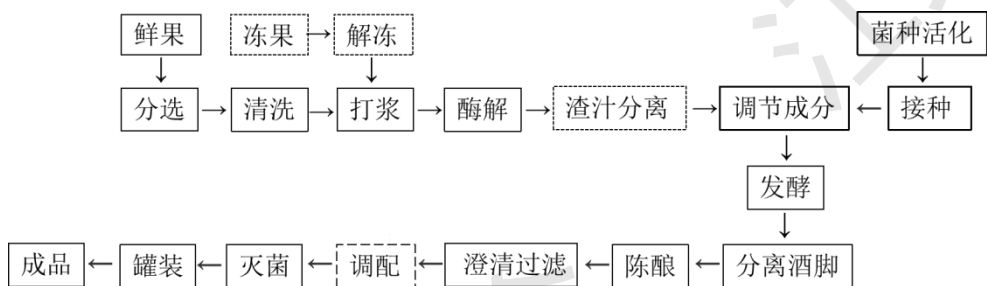 鲜果 冻果 → 解冻 菌种活化
分选 → 清洗 → 打浆 → 酶解 → 渣汁分离 → 调节成分 ← 接种
发酵
成品 ← 罐装 ← 灭菌 ← 调配 ← 澄清过滤 ← 陈酿 ← 分离酒脚